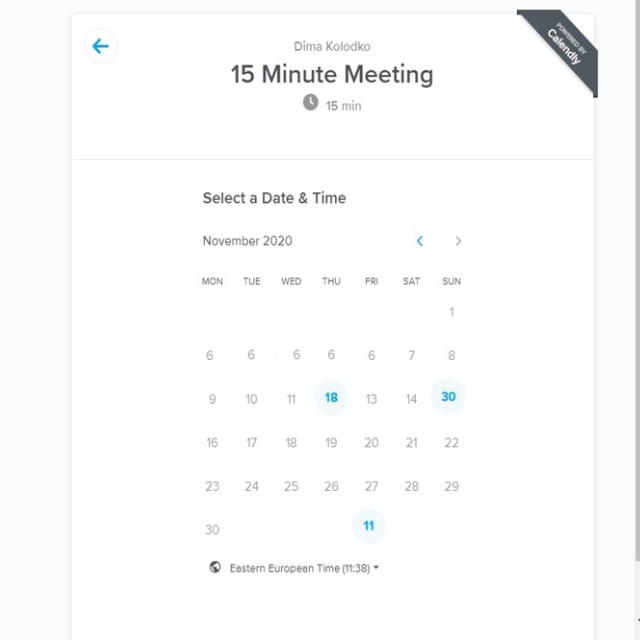 Dima Kolodko
POWERED BY
Calendly
15 Minute Meeting
15 min
Select a Date & Time
November 2020
MON TUE WED THU FRI SAT SUN
1
6 6 6 6 6 7 8
9 10 11 18 13 14 30
16 17 18 19 20 21 22
23 24 25 26 27 28 29
30 11
Eastern European Time (11:38)